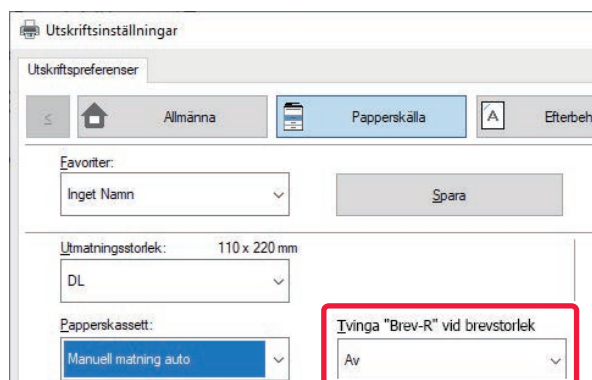 Utskriftsinställningar
Utskriftspreferenser
≤ Allmänna Papperskälla A Efterbeh
Favoriter:
Inget Namn Spara
Utmatningsstorlek: 110 x 220 mm
DL
Papperskassett: Tvinga "Brev-R" vid brevstorlek
Manuell matning auto Av